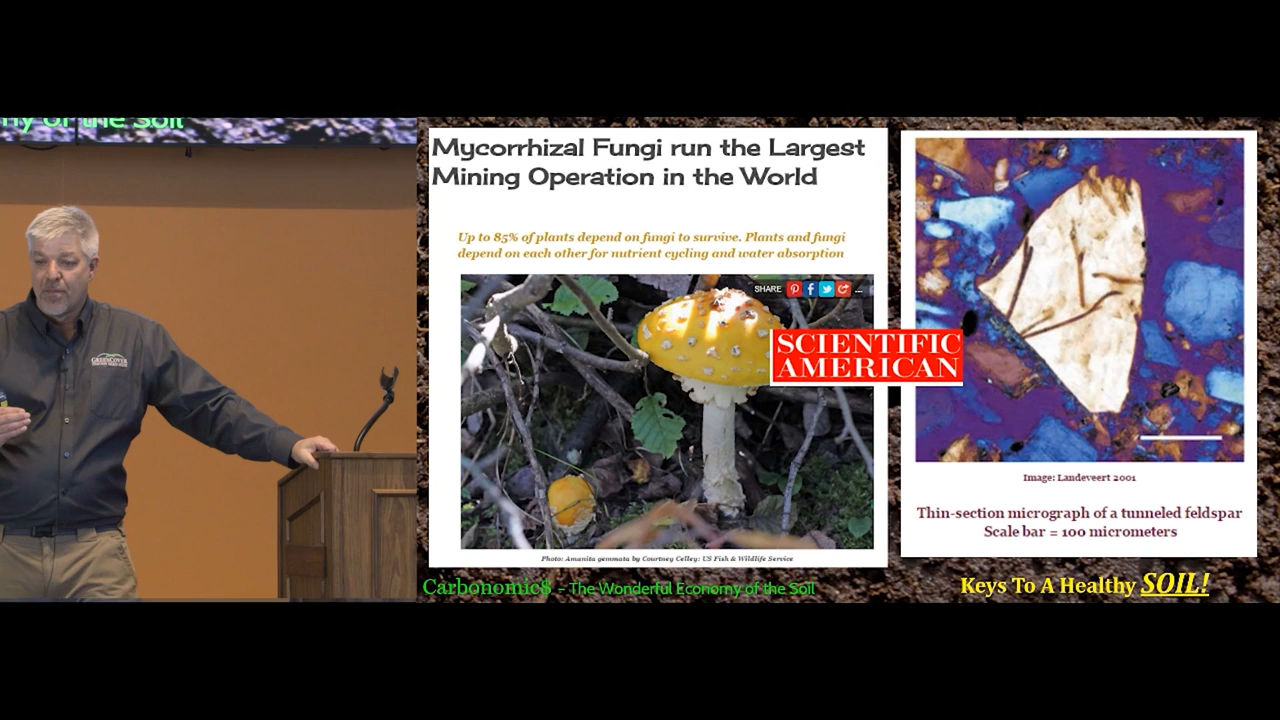 my of the Soil
GREENCOVER
Mycorrhizal Fungi run the Largest
Mining Operation in the World
Up to 85% of plants depend on fungi to survive. Plants and fungi
depend on each other for nutrient cycling and water absorption
SHARE
...
SCIENTIFIC
AMERICAN
Photo: Amanita gemmata by Courtney Celley: US Fish & Wildlife Service
Image: Landeveert 2001
Thin-section micrograph of a tunneled feldspar
Scale bar = 100 micrometers
Carbonomic$ - The Wonderful Economy of the Soil
Keys To A Healthy SOIL!